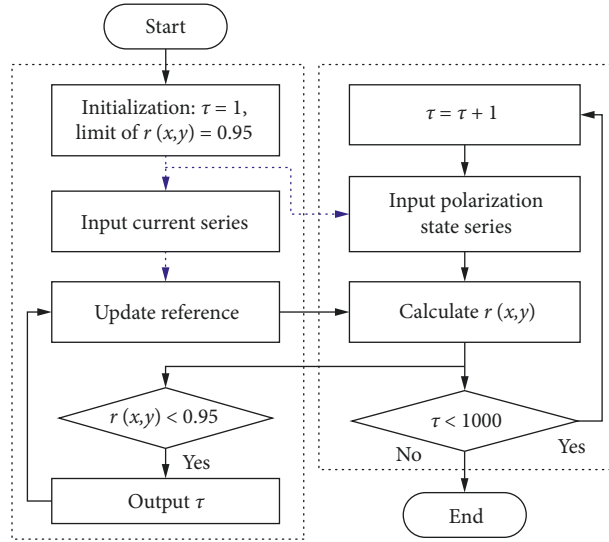 Start
Initialization: τ = 1,
limit of r (x,y) = 0.95
Input current series
Update reference
r (x,y) < 0.95
Yes
Output τ
τ = τ + 1
Input polarization
state series
Calculate r (x,y)
τ < 1000
No
Yes
End